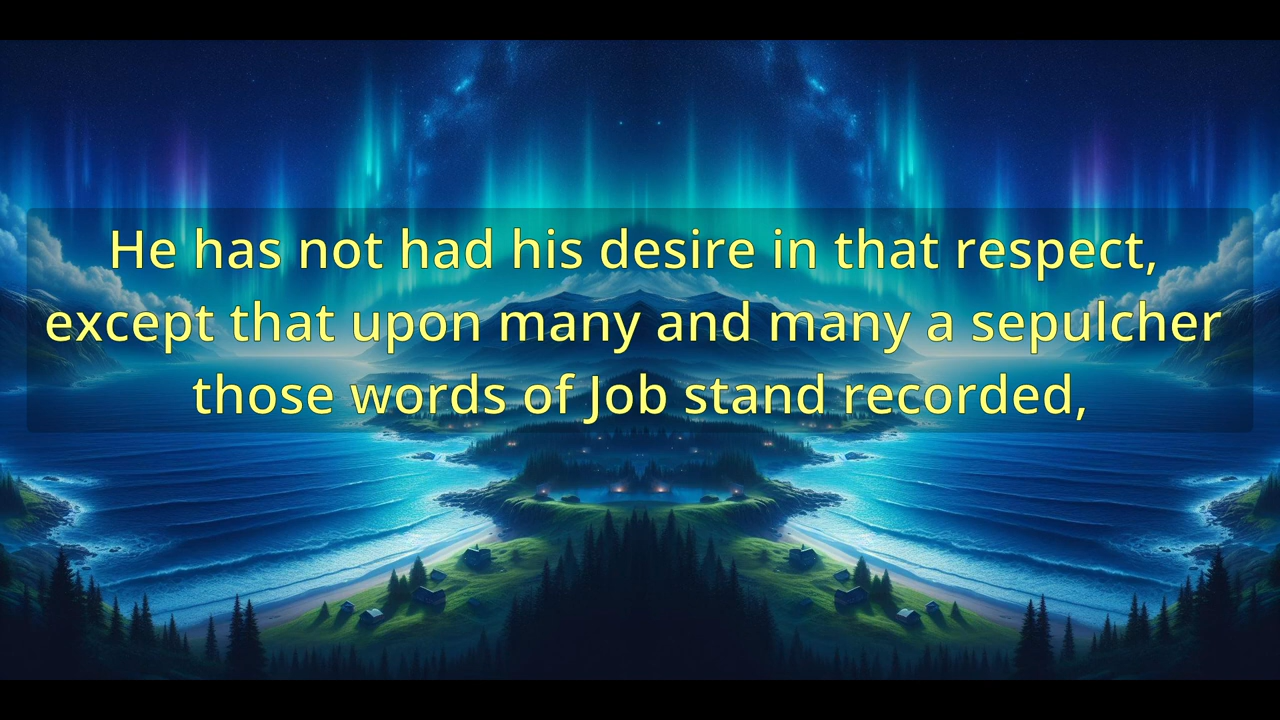 He has not had his desire in that respect,
except that upon many and many a sepulcher
those words of Job stand recorded,